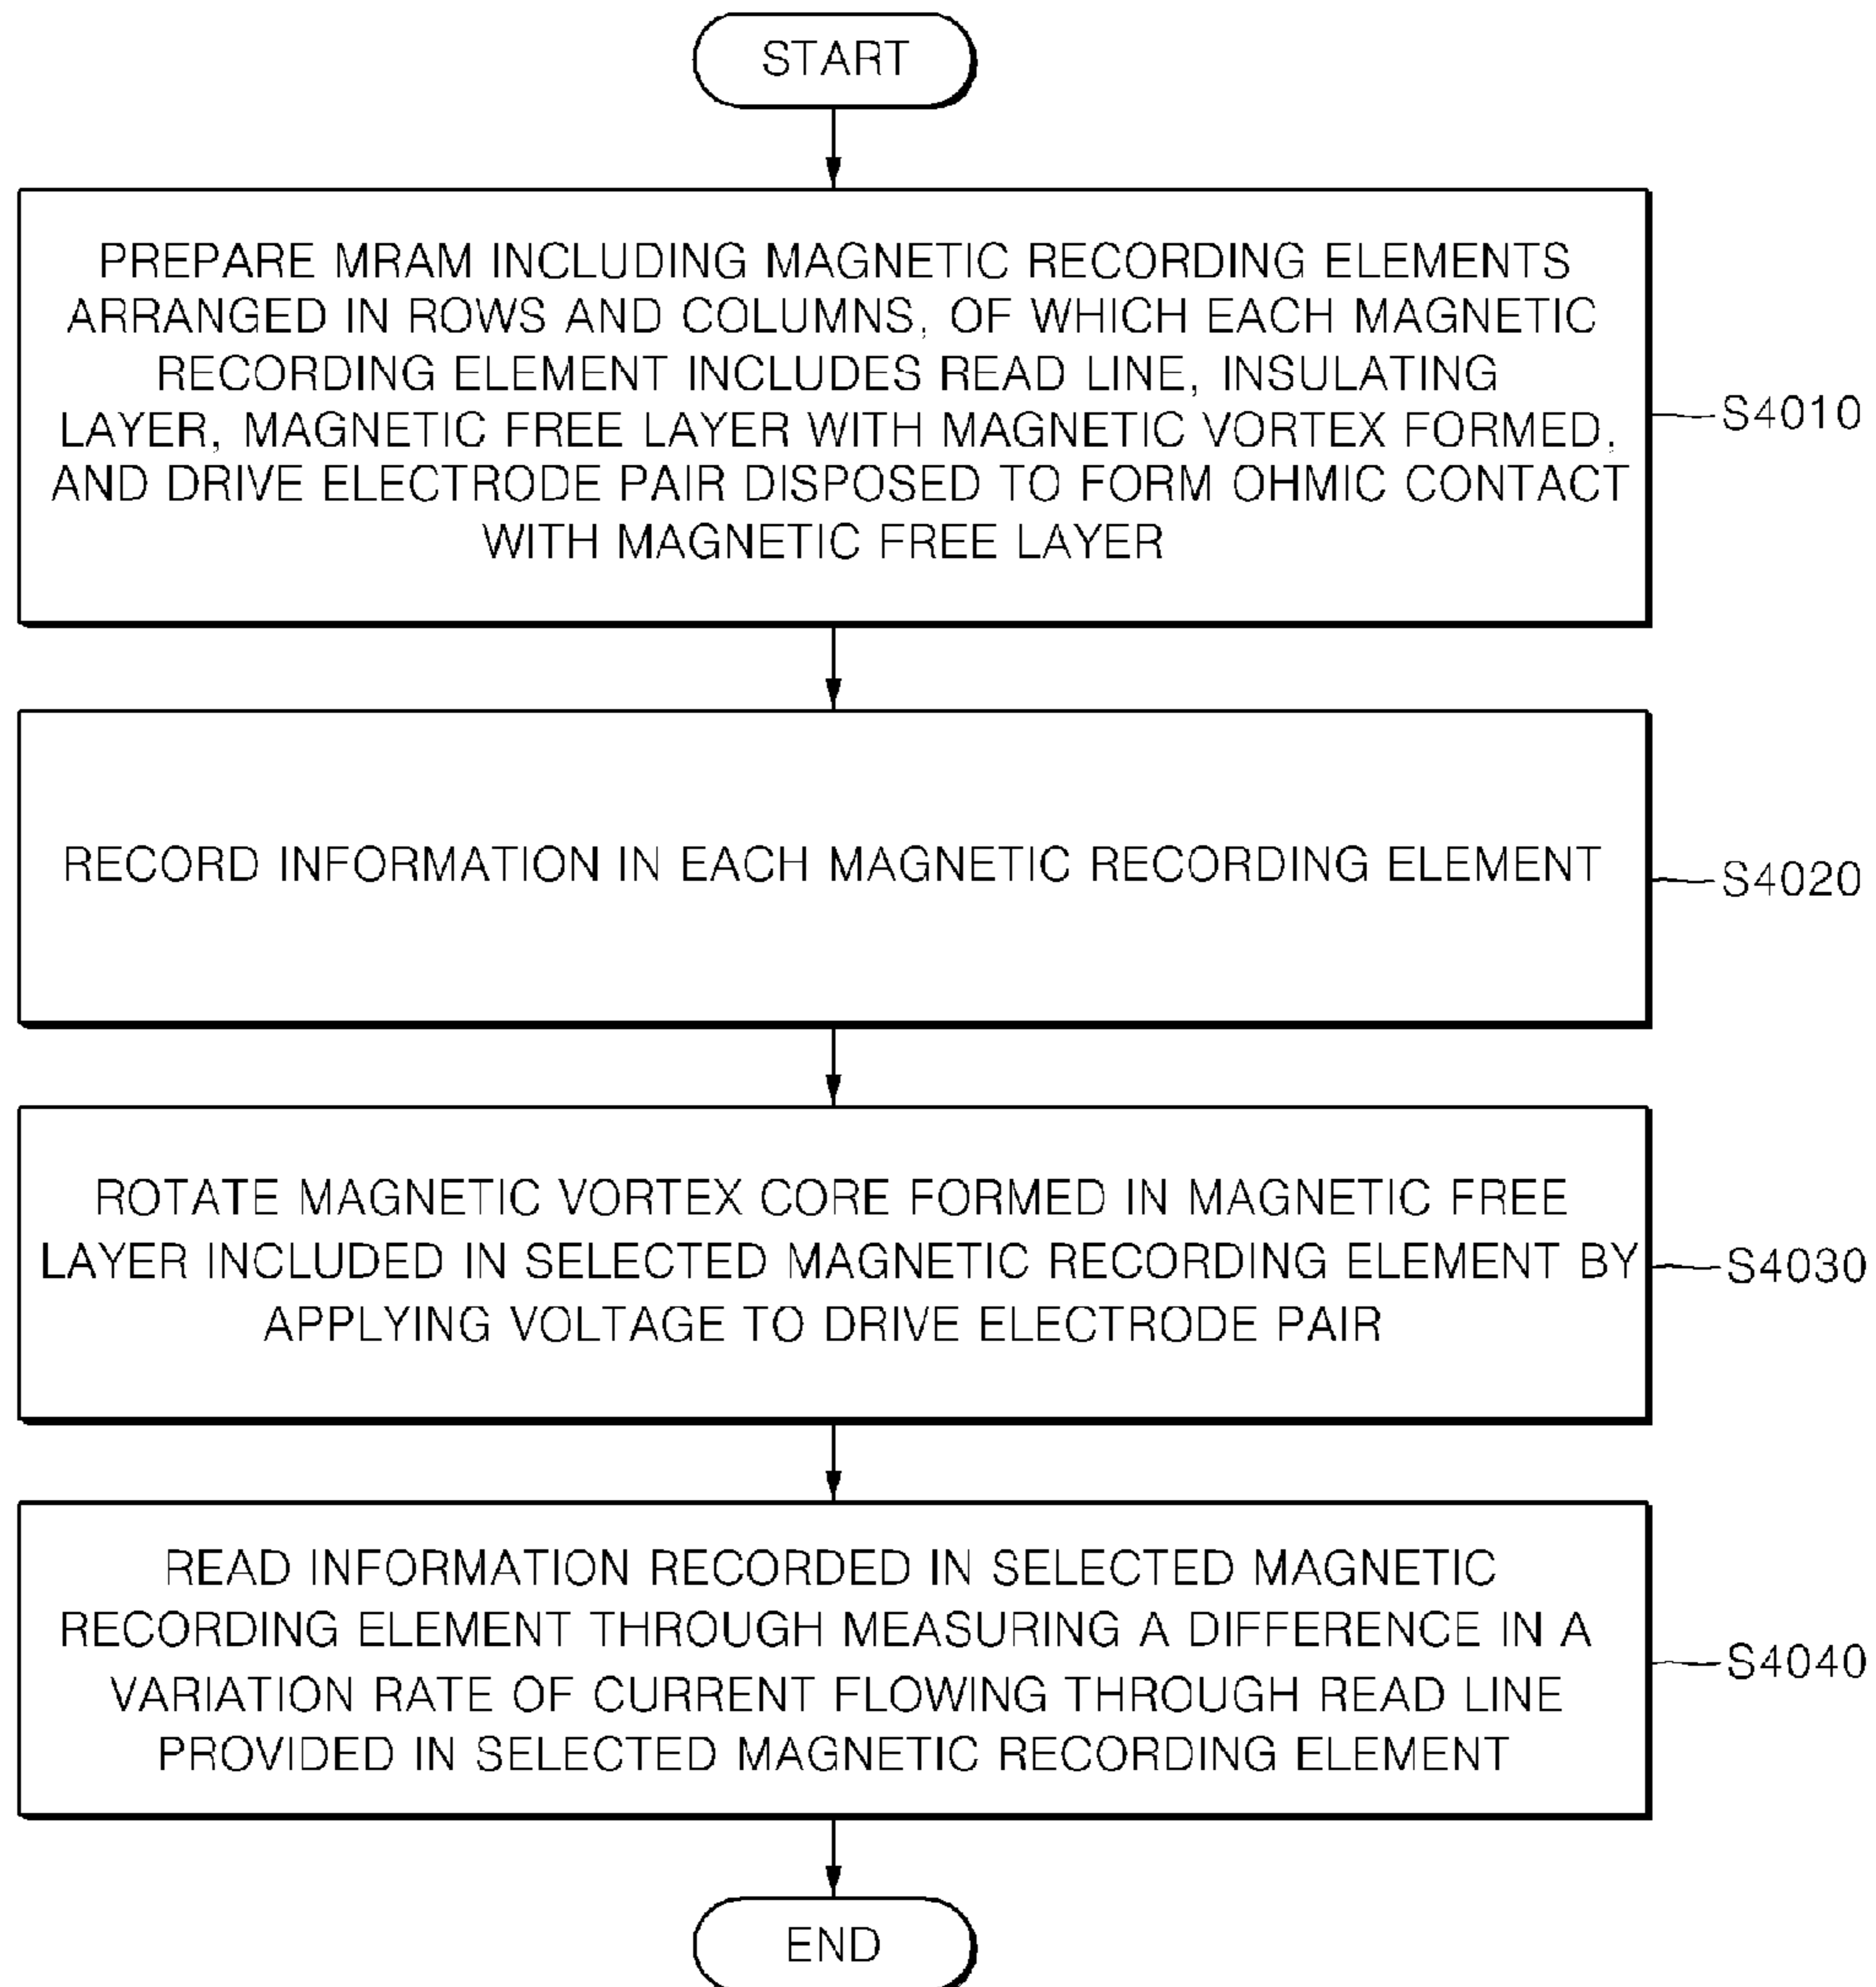 START
PREPARE MRAM INCLUDING MAGNETIC RECORDING ELEMENTS
ARRANGED IN ROWS AND COLUMNS, OF WHICH EACH MAGNETIC
RECORDING ELEMENT INCLUDES READ LINE, INSULATING
LAYER, MAGNETIC FREE LAYER WITH MAGNETIC VORTEX FORMED,
AND DRIVE ELECTRODE PAIR DISPOSED TO FORM OHMIC CONTACT
WITH MAGNETIC FREE LAYER
S4010
RECORD INFORMATION IN EACH MAGNETIC RECORDING ELEMENT
S4020
ROTATE MAGNETIC VORTEX CORE FORMED IN MAGNETIC FREE
LAYER INCLUDED IN SELECTED MAGNETIC RECORDING ELEMENT BY
APPLYING VOLTAGE TO DRIVE ELECTRODE PAIR
S4030
READ INFORMATION RECORDED IN SELECTED MAGNETIC
RECORDING ELEMENT THROUGH MEASURING A DIFFERENCE IN A
VARIATION RATE OF CURRENT FLOWING THROUGH READ LINE
PROVIDED IN SELECTED MAGNETIC RECORDING ELEMENT
S4040
END